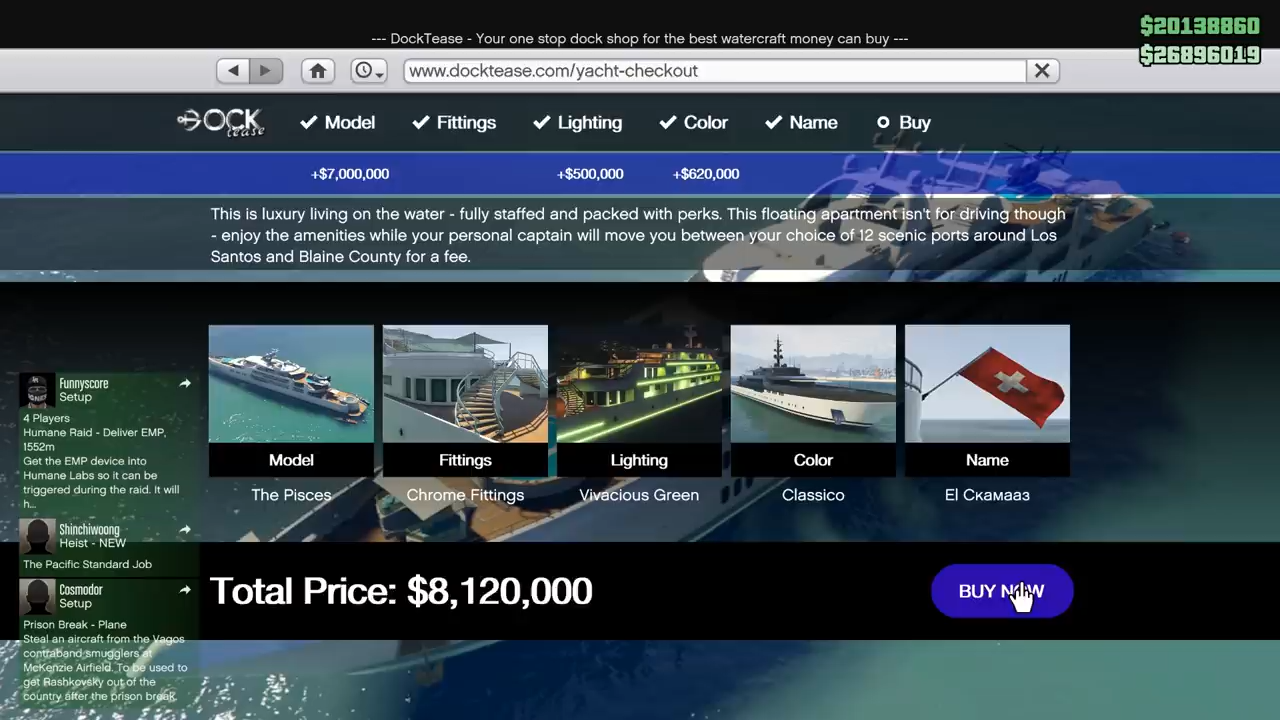 $20138860
--- DockTease - Your one stop dock shop for the best watercraft money can buy ---
$26896019
www.docktease.com/yacht-checkout
DOCK tease
Model
Fittings
Lighting
Color
Name
Buy
+$7,000,000
+$500,000
+$620,000
This is luxury living on the water - fully staffed and packed with perks. This floating apartment isn't for driving though
- enjoy the amenities while your personal captain will move you between your choice of 12 scenic ports around Los
Santos and Blaine County for a fee.
Model
Fittings
Lighting
Color
Name
The Pisces
Chrome Fittings
Vivacious Green
Classico
El Скамааз
Total Price: $8,120,000
BUY NOW
Funnyscore
Setup
4 Players
Humane Raid - Deliver EMP,
1552m
Get the EMP device into
Humane Labs so it can be
triggered during the raid. It will
h...
Shinchiwoong
Heist - NEW
The Pacific Standard Job
Cosmodor
Setup
Prison Break - Plane
Steal an aircraft from the Vagos
contraband smugglers at
McKenzie Airfield. To be used to
get Rashkovsky out of the
country after the prison break.